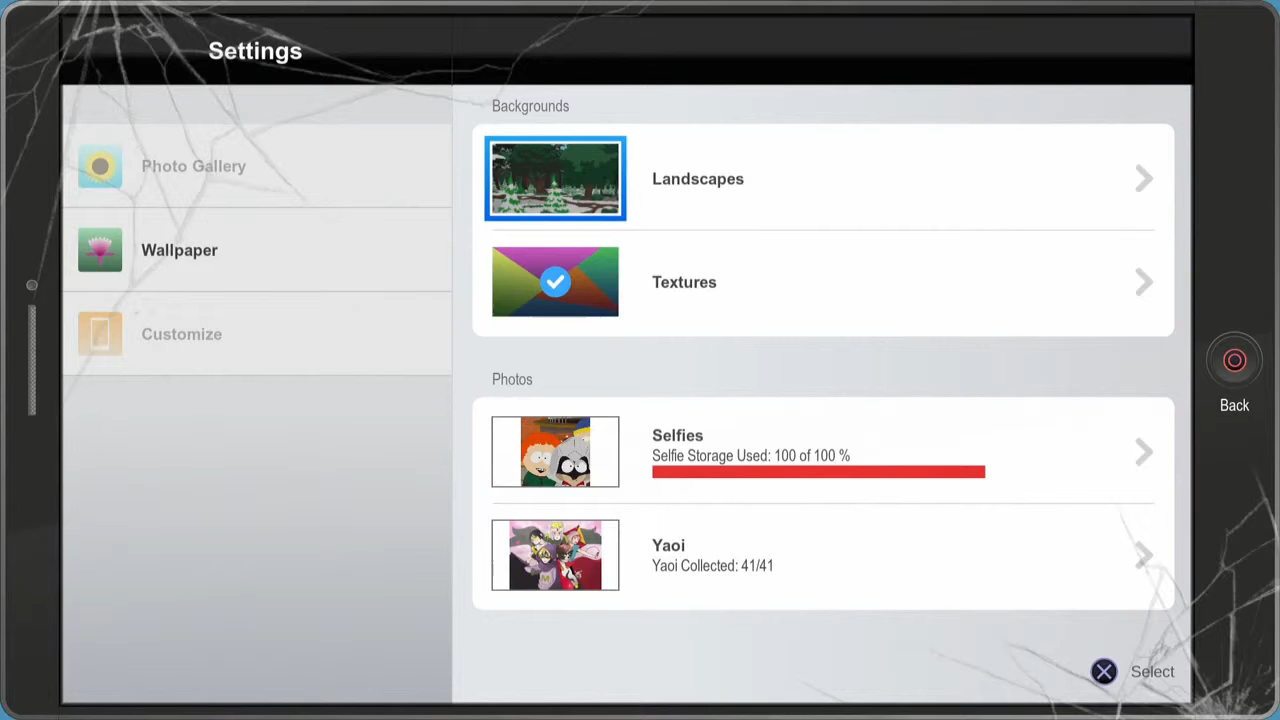 Settings
Photo Gallery
Wallpaper
Customize
Backgrounds
Landscapes
Textures
Photos
Selfies
Selfie Storage Used: 100 of 100 %
Yaoi
Yaoi Collected: 41/41
Back
Select